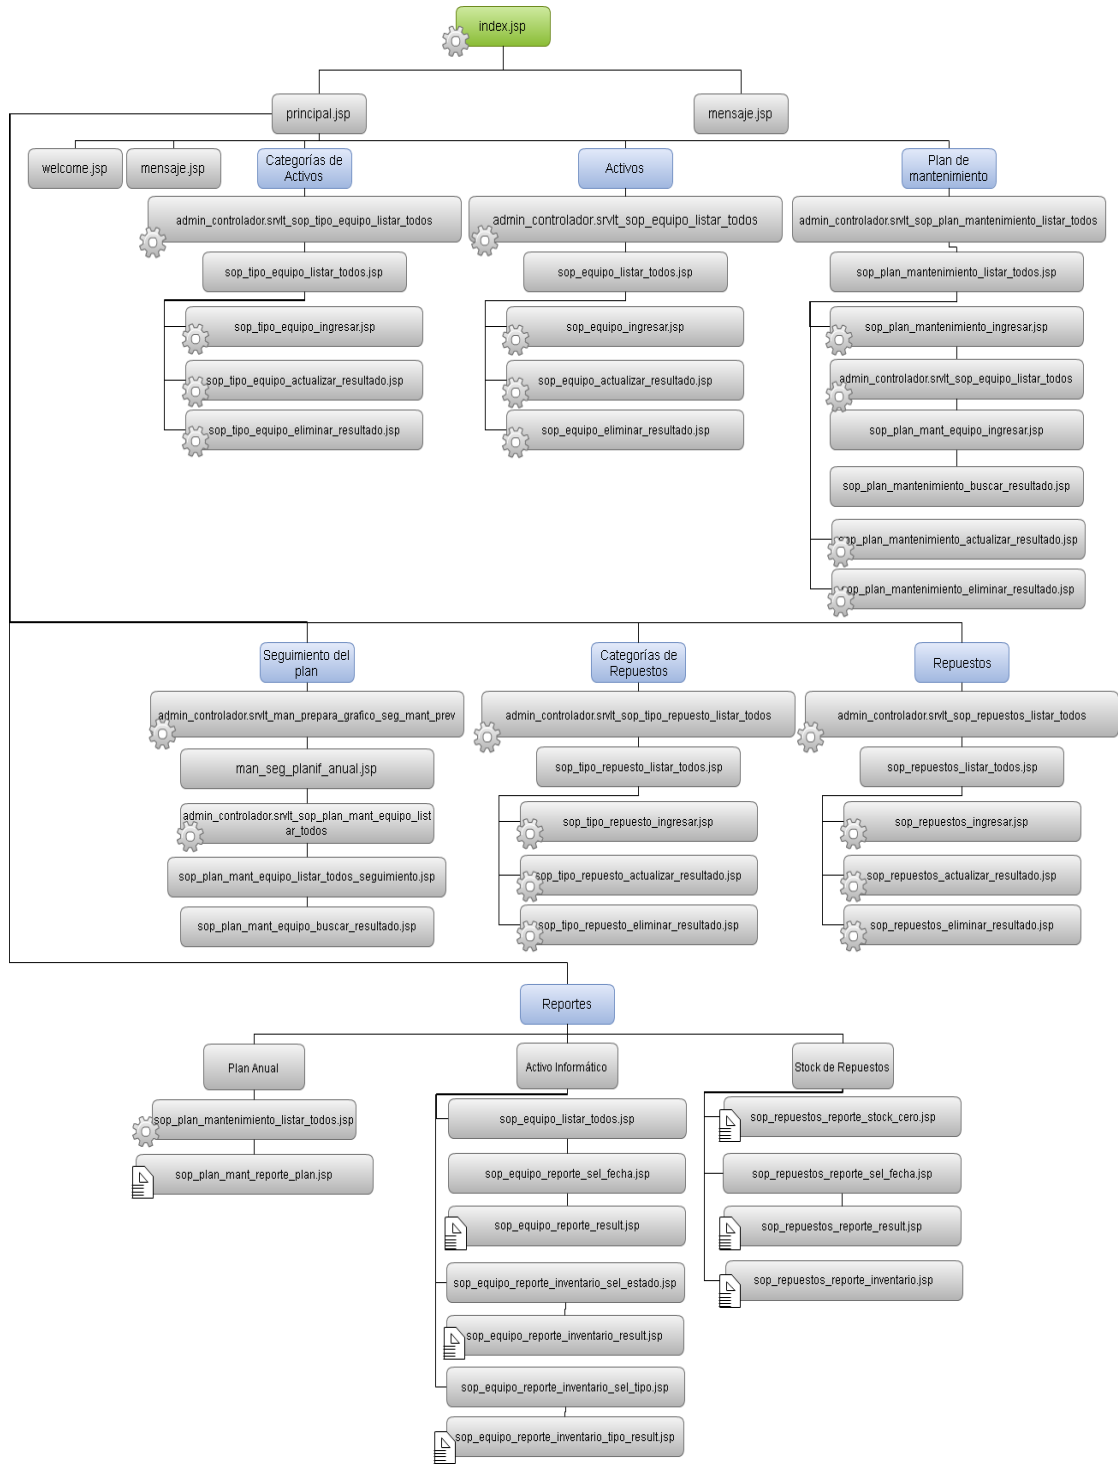 index.jsp
principal.jsp
mensaje.jsp
welcome.jsp
mensaje.jsp
Categorías de
Activos
Activos
Plan de
mantenimiento
admin_controlador.srvlt_sop_tipo_equipo_listar_todos
admin_controlador.srvlt_sop_equipo_listar_todos
admin_controlador.srvlt_sop_plan_mantenimiento_listar_todos
sop_tipo_equipo_listar_todos.jsp
sop_equipo_listar_todos.jsp
sop_plan_mantenimiento_listar_todos.jsp
sop_tipo_equipo_ingresar.jsp
sop_equipo_ingresar.jsp
sop_plan_mantenimiento_ingresar.jsp
sop_tipo_equipo_actualizar_resultado.jsp
sop_equipo_actualizar_resultado.jsp
admin_controlador.srvlt_sop_equipo_listar_todos
sop_tipo_equipo_eliminar_resultado.jsp
sop_equipo_eliminar_resultado.jsp
sop_plan_mant_equipo_ingresar.jsp
sop_plan_mantenimiento_buscar_resultado.jsp
sop_plan_mantenimiento_actualizar_resultado.jsp
sop_plan_mantenimiento_eliminar_resultado.jsp
Seguimiento del
plan
Categorías de
Repuestos
Repuestos
admin_controlador.srvlt_man_prepara_grafico_seg_mant_prev
admin_controlador.srvlt_sop_tipo_repuesto_listar_todos
admin_controlador.srvlt_sop_repuestos_listar_todos
man_seg_planif_anual.jsp
sop_tipo_repuesto_listar_todos.jsp
sop_repuestos_listar_todos.jsp
admin_controlador.srvlt_sop_plan_mant_equipo_list
ar_todos
sop_tipo_repuesto_ingresar.jsp
sop_repuestos_ingresar.jsp
sop_plan_mant_equipo_listar_todos_seguimiento.jsp
sop_tipo_repuesto_actualizar_resultado.jsp
sop_repuestos_actualizar_resultado.jsp
sop_plan_mant_equipo_buscar_resultado.jsp
sop_tipo_repuesto_eliminar_resultado.jsp
sop_repuestos_eliminar_resultado.jsp
Reportes
Plan Anual
Activo Informático
Stock de Repuestos
sop_plan_mantenimiento_listar_todos.jsp
sop_equipo_listar_todos.jsp
sop_repuestos_reporte_stock_cero.jsp
sop_plan_mant_reporte_plan.jsp
sop_equipo_reporte_sel_fecha.jsp
sop_repuestos_reporte_sel_fecha.jsp
sop_equipo_reporte_result.jsp
sop_repuestos_reporte_result.jsp
sop_equipo_reporte_inventario_sel_estado.jsp
sop_repuestos_reporte_inventario.jsp
sop_equipo_reporte_inventario_result.jsp
sop_equipo_reporte_inventario_sel_tipo.jsp
sop_equipo_reporte_inventario_tipo_result.jsp